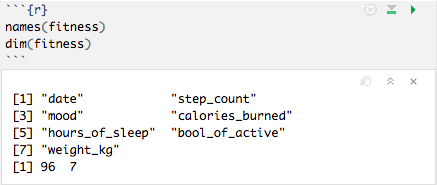 ```{r}
names(fitness)
dim(fitness)
```
[1] "date"           "step_count"
[3] "mood"           "calories_burned"
[5] "hours_of_sleep" "bool_of_active"
[7] "weight_kg"
[1] 96  7